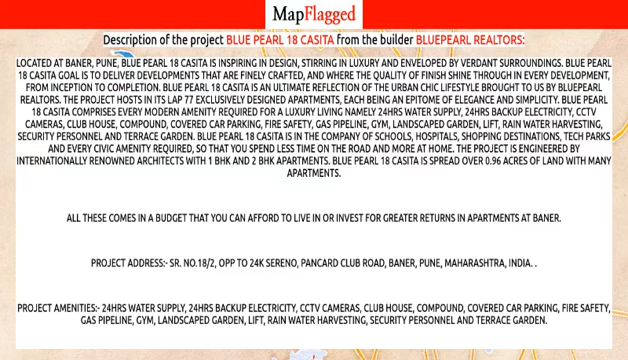 MapFlagged
Description of the project BLUE PEARL 18 CASITA from the builder BLUEPEARL REALTORS:
LOCATED AT BANER, PUNE, BLUE PEARL 18 CASITA IS INSPIRING IN DESIGN, STIRRING IN LUXURY AND ENVELOPED BY VERDANT SURROUNDINGS. BLUE PEARL
18 CASITA GOAL IS TO DELIVER DEVELOPMENTS THAT ARE FINELY CRAFTED, AND WHERE THE QUALITY OF FINISH SHINE THROUGH IN EVERY DEVELOPMENT,
FROM INCEPTION TO COMPLETION. BLUE PEARL 18 CASITA IS AN ULTIMATE REFLECTION OF THE URBAN CHIC LIFESTYLE BROUGHT TO US BY BLUEPEARL
REALTORS. THE PROJECT HOSTS IN ITS LAP 77 EXCLUSIVELY DESIGNED APARTMENTS, EACH BEING AN EPITOME OF ELEGANCE AND SIMPLICITY. BLUE PEARL
18 CASITA COMPRISES EVERY MODERN AMENITY REQUIRED FOR A LUXURY LIVING NAMELY 24HRS WATER SUPPLY, 24HRS BACKUP ELECTRICITY, CCTV
CAMERAS, CLUB HOUSE, COMPOUND, COVERED CAR PARKING, FIRE SAFETY, GAS PIPELINE, GYM, LANDSCAPED GARDEN, LIFT, RAIN WATER HARVESTING,
SECURITY PERSONNEL AND TERRACE GARDEN. BLUE PEARL 18 CASITA IS IN THE COMPANY OF SCHOOLS, HOSPITALS, SHOPPING DESTINATIONS, TECH PARKS
AND EVERY CIVIC AMENITY REQUIRED, SO THAT YOU SPEND LESS TIME ON THE ROAD AND MORE AT HOME. THE PROJECT IS ENGINEERED BY
INTERNATIONALLY RENOWNED ARCHITECTS WITH 1 BHK AND 2 BHK APARTMENTS. BLUE PEARL 18 CASITA IS SPREAD OVER 0.96 ACRES OF LAND WITH MANY
APARTMENTS.
ALL THESE COMES IN A BUDGET THAT YOU CAN AFFORD TO LIVE IN OR INVEST FOR GREATER RETURNS IN APARTMENTS AT BANER.
PROJECT ADDRESS:- SR. NO.18/2, OPP TO 24K SERENO, PANCARD CLUB ROAD, BANER, PUNE, MAHARASHTRA, INDIA. .
PROJECT AMENITIES:- 24HRS WATER SUPPLY, 24HRS BACKUP ELECTRICITY, CCTV CAMERAS, CLUB HOUSE, COMPOUND, COVERED CAR PARKING, FIRE SAFETY,
GAS PIPELINE, GYM, LANDSCAPED GARDEN, LIFT, RAIN WATER HARVESTING, SECURITY PERSONNEL AND TERRACE GARDEN.